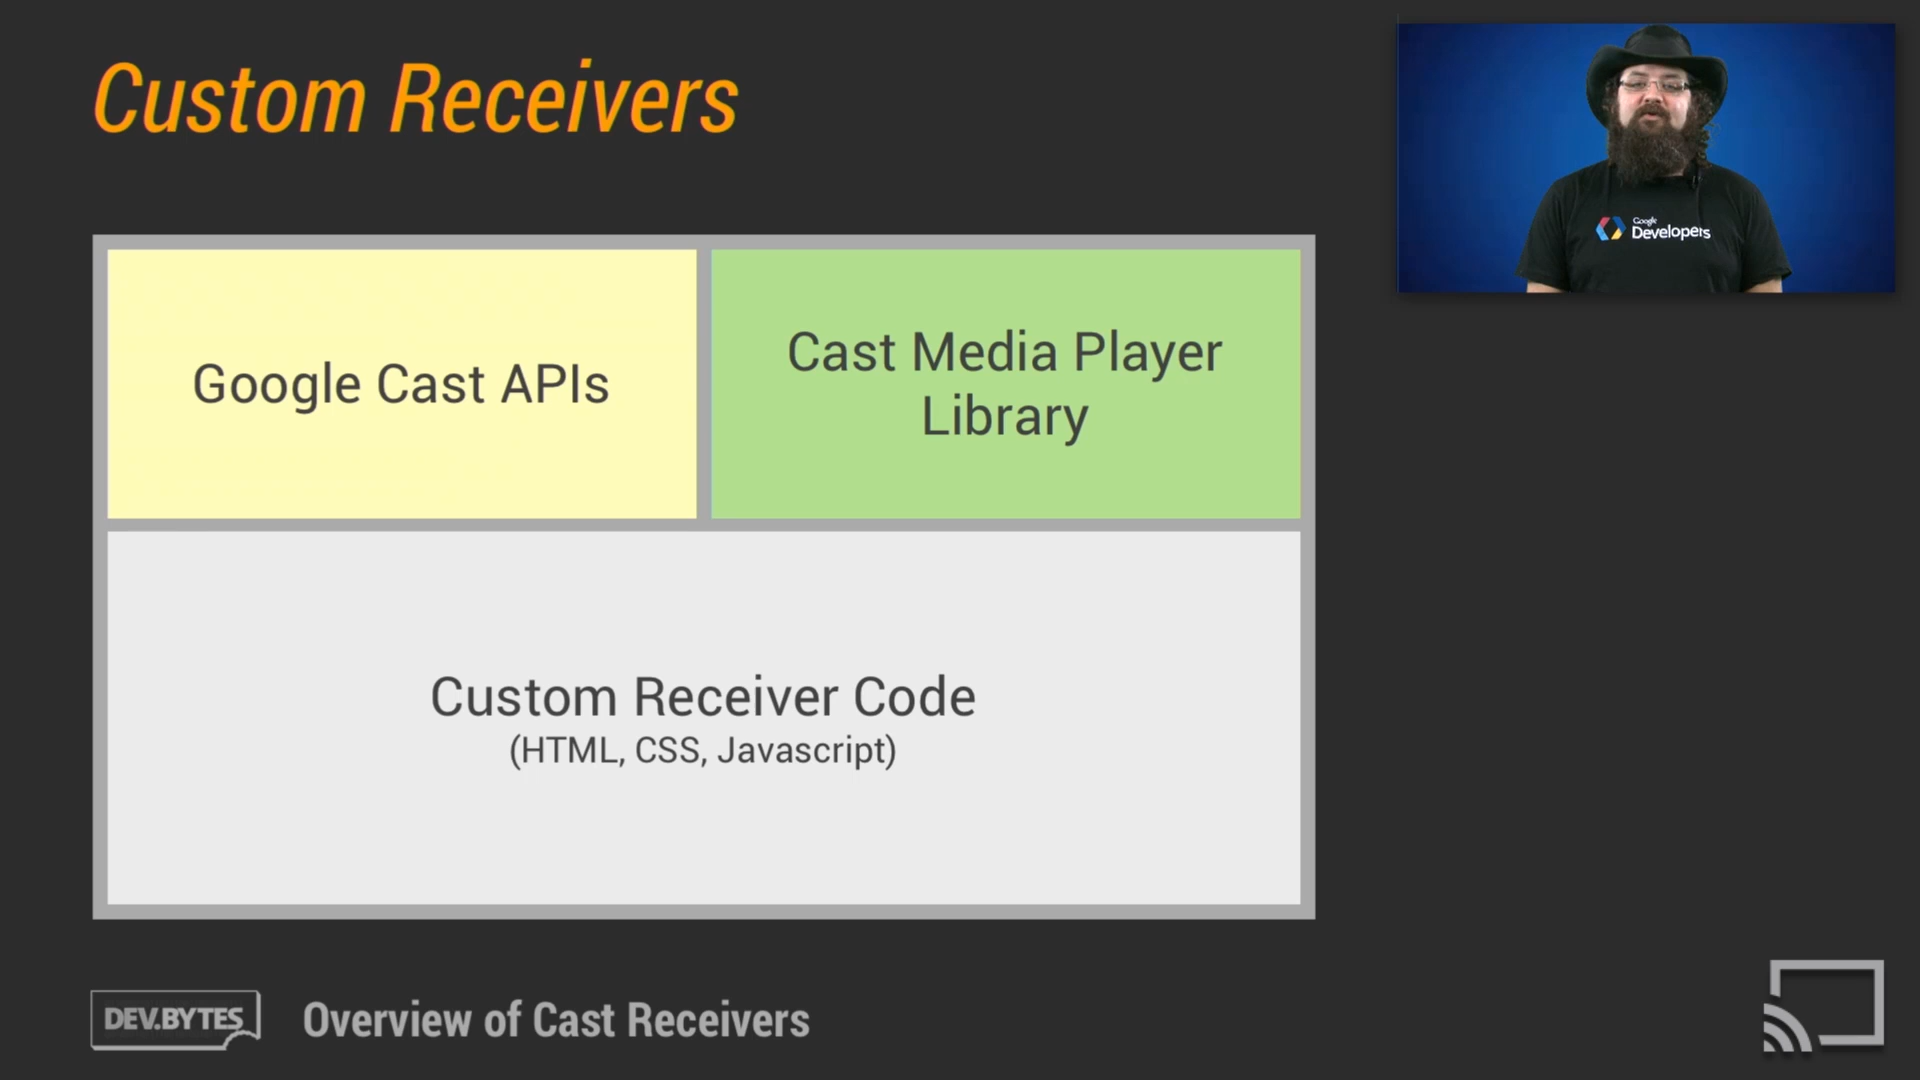 Custom Receivers
Google
Developers
Google Cast APIs
Cast Media Player
Library
Custom Receiver Code
(HTML, CSS, Javascript)
DEV.BYTES
Overview of Cast Receivers